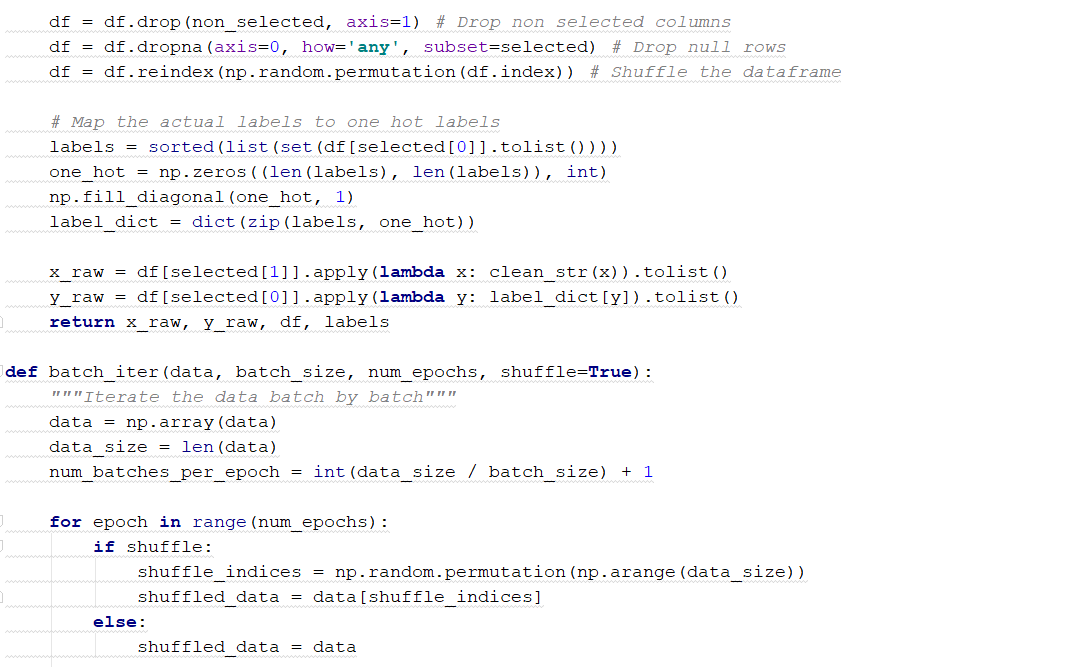 df = df.drop(non_selected, axis=1) # Drop non selected columns
    df = df.dropna(axis=0, how='any', subset=selected) # Drop null rows
    df = df.reindex(np.random.permutation(df.index)) # Shuffle the dataframe

    # Map the actual labels to one hot labels
    labels = sorted(list(set(df[selected[0]].tolist())))
    one_hot = np.zeros((len(labels), len(labels)), int)
    np.fill_diagonal(one_hot, 1)
    label_dict = dict(zip(labels, one_hot))

    x_raw = df[selected[1]].apply(lambda x: clean_str(x)).tolist()
    y_raw = df[selected[0]].apply(lambda y: label_dict[y]).tolist()
    return x_raw, y_raw, df, labels

def batch_iter(data, batch_size, num_epochs, shuffle=True):
    """Iterate the data batch by batch"""
    data = np.array(data)
    data_size = len(data)
    num_batches_per_epoch = int(data_size / batch_size) + 1

    for epoch in range(num_epochs):
        if shuffle:
            shuffle_indices = np.random.permutation(np.arange(data_size))
            shuffled_data = data[shuffle_indices]
        else:
            shuffled_data = data